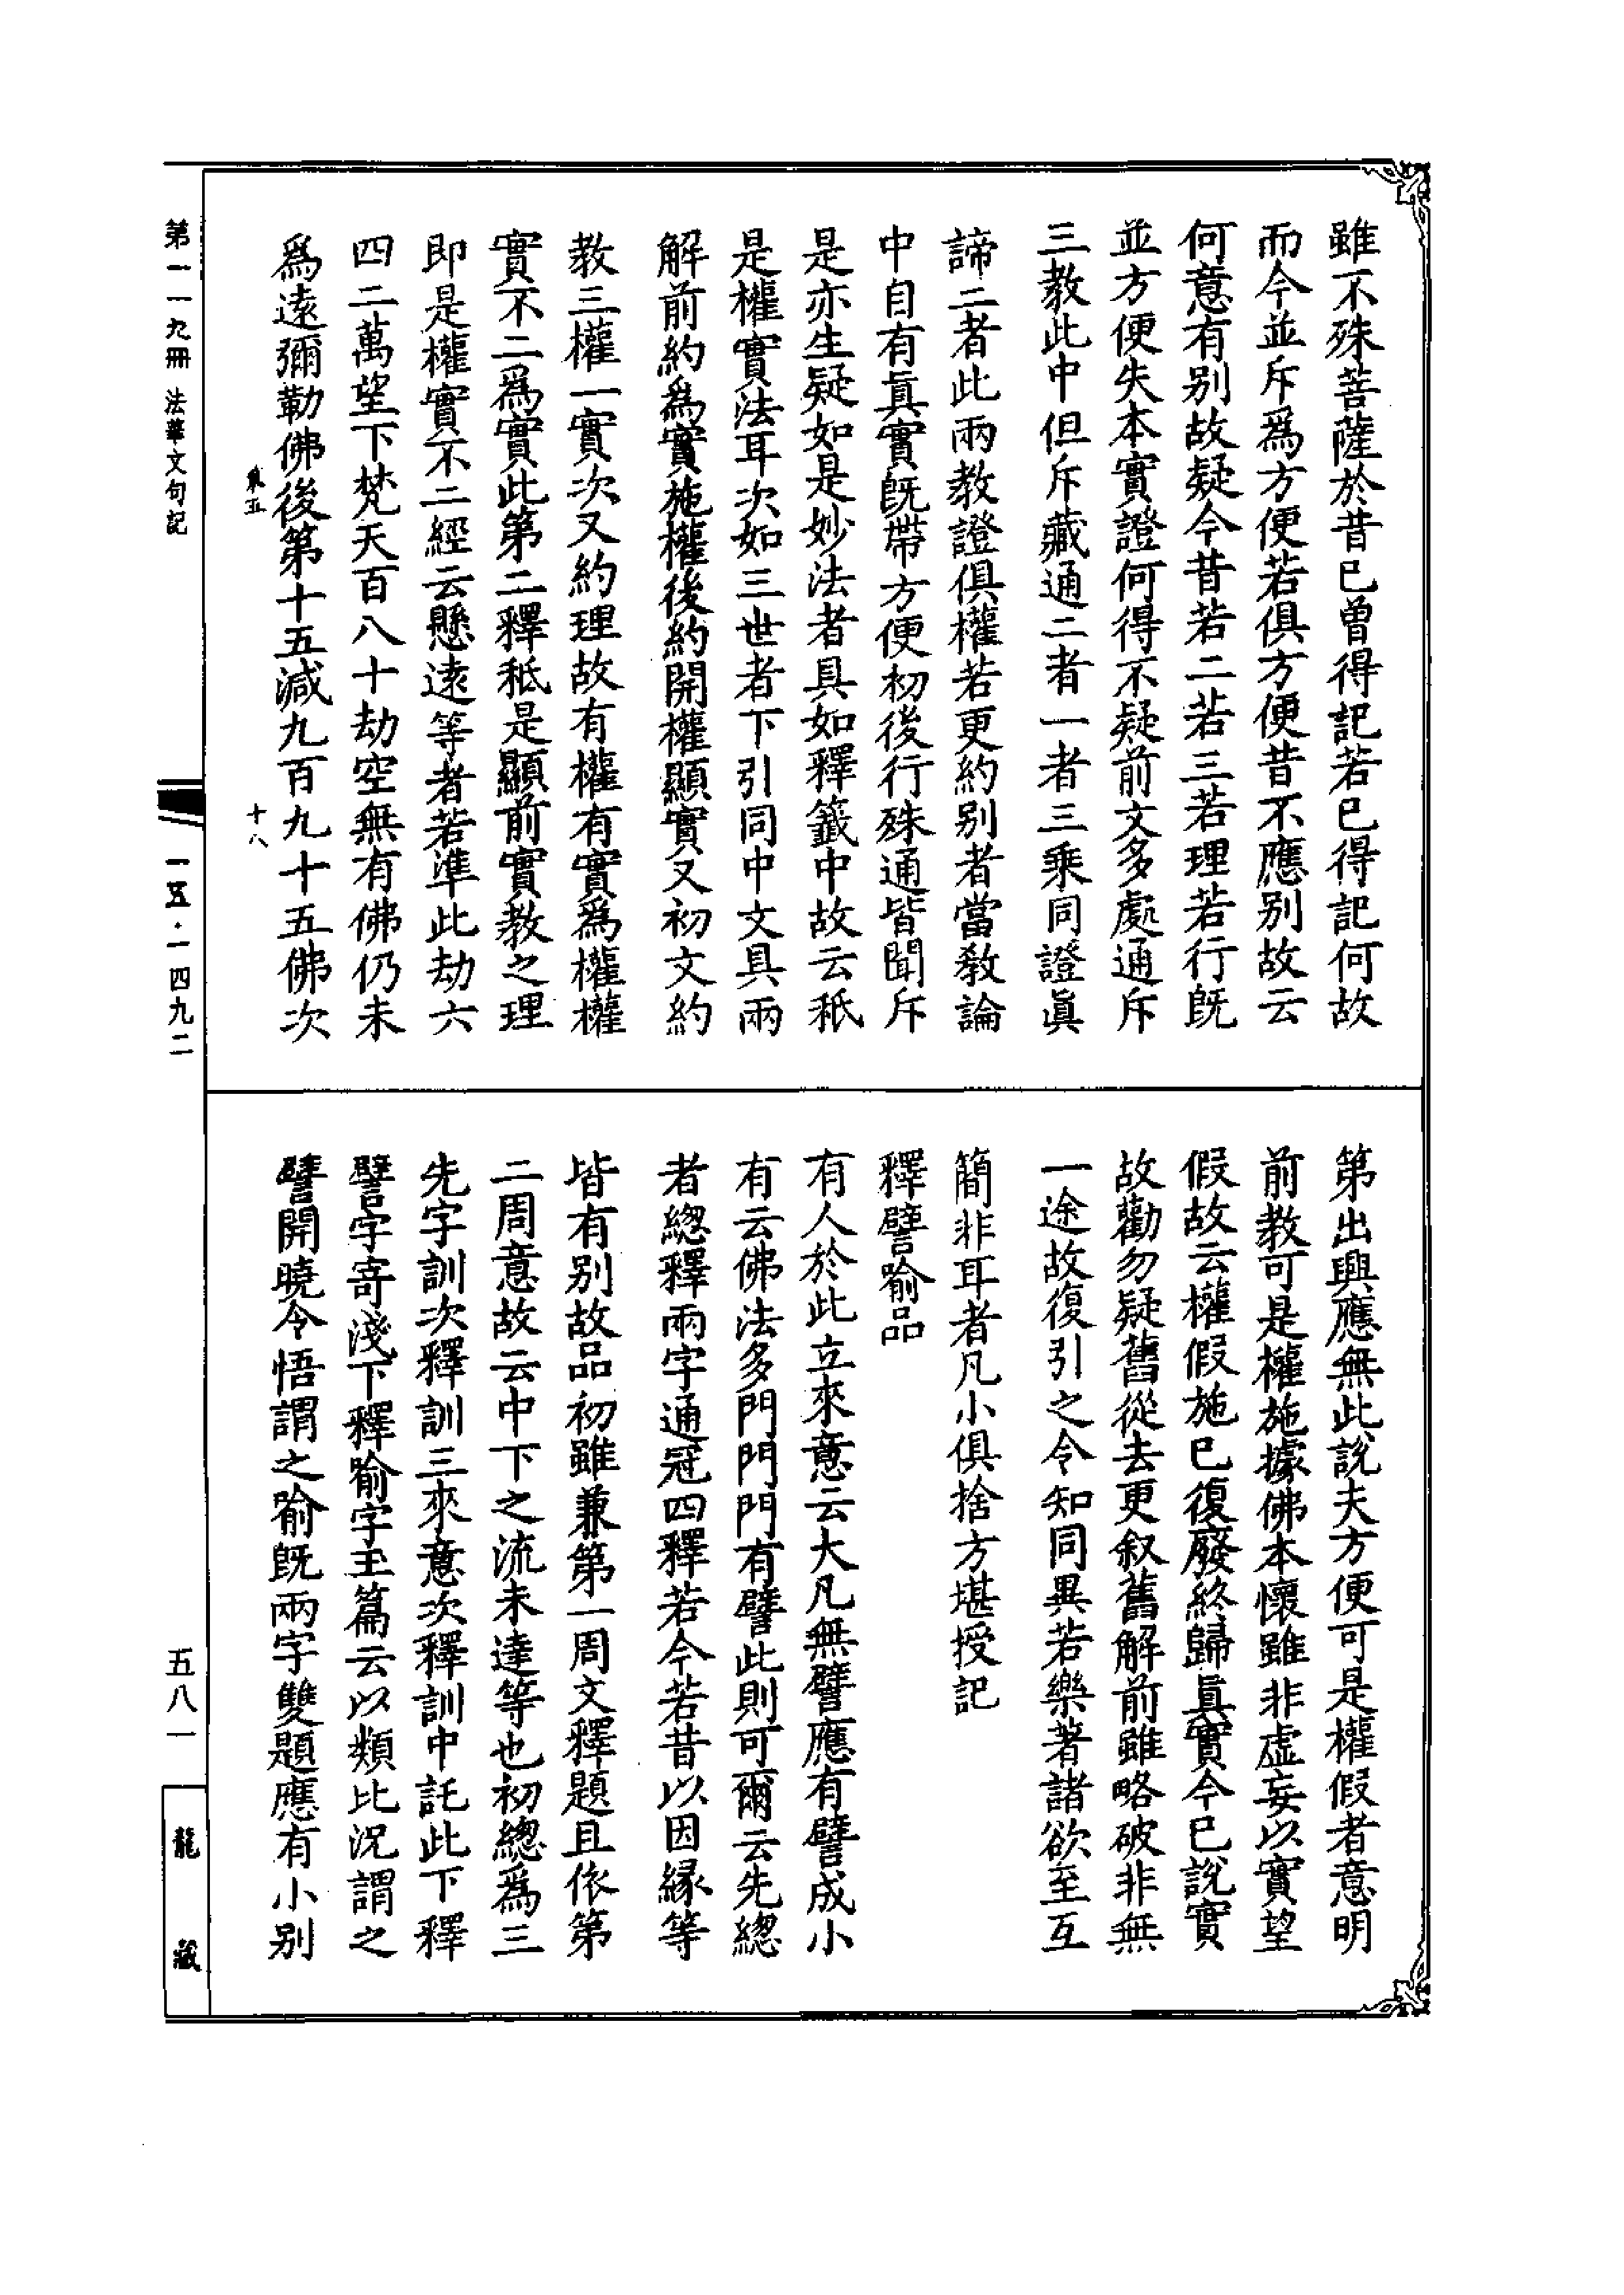 雖不殊菩薩於昔已曾得記若已得記何故
而今並斥爲方便若俱方便昔不應別故云
何意有別故疑今昔若二若三若理若行既
並方便失本實證何得不疑前文多處通斥
三教此中但斥藏通二者一者三乘同證眞
諦二者此兩教證俱權若更約別者當教論
中自有眞實既帶方便初後行殊通皆聞斥
是亦生疑如是妙法者具如釋籤中故云秖
是權實法耳次如三世者下引同中文具兩
解前約爲實施權後約開權顯實又初文約
教三權一實次又約理故有權有實爲權權
實不二爲實此第二釋秖是顯前實教之理
即是權實不二經云懸遠等者若準此劫六
四二萬望下梵天百八十劫空無有佛仍未
爲遠彌勒佛後第十五減九百九十五佛次
第出興應無此說夫方便可是權假者意明
前教可是權施據佛本懷雖非虛妄以實望
假故云權假施已復廢終歸眞實今已說實
故勸勿疑舊從去更叙舊解前雖略破非無
一途故復引之令知同異若樂著諸欲至互
簡非耳者凡小俱捨方堪授記
釋譬喻品
有人於此立來意云大凡無譬應有譬成小
有云佛法多門門門有譬此則可爾云先總
者總釋兩字通冠四釋若今若昔以因緣等
皆有別故品初雖兼第一周文釋題且依第
二周意故云中下之流未達等也初總爲三
先字訓次釋訓三來意次釋訓中託此下釋
譬字寄淺下釋喻字玉篇云以類比況謂之
譬開曉令悟謂之喻既兩字雙題應有小別
第一一九冊 法華文句記
十八
一五·一四九二
五八一
龍藏